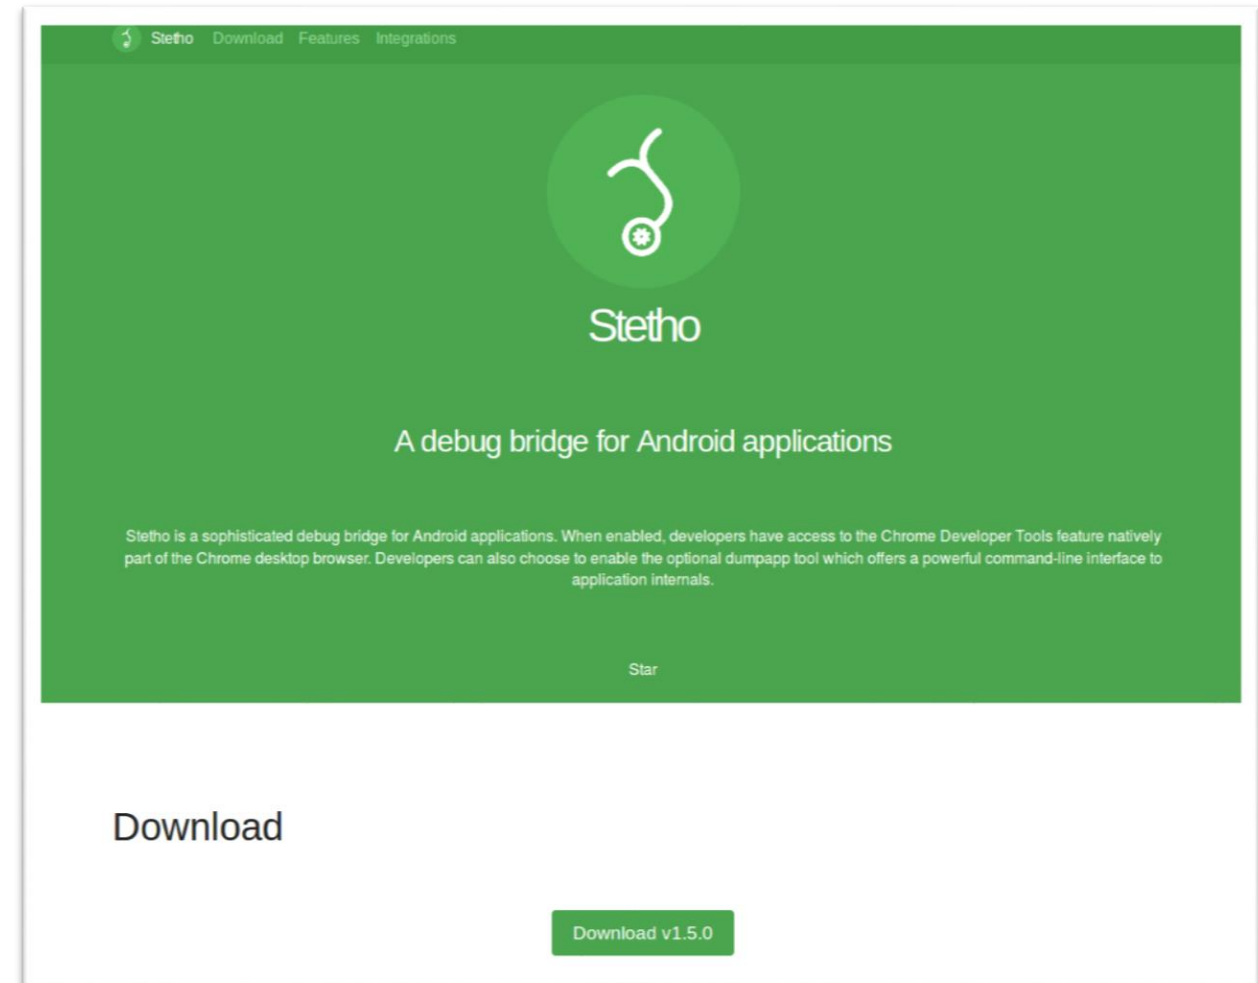 Stetho Download Features Integrations
Stetho
A debug bridge for Android applications
Stetho is a sophisticated debug bridge for Android applications. When enabled, developers have access to the Chrome Developer Tools feature natively
part of the Chrome desktop browser. Developers can also choose to enable the optional dumpapp tool which offers a powerful command-line interface to
application internals.
Star
Download
Download v1.5.0